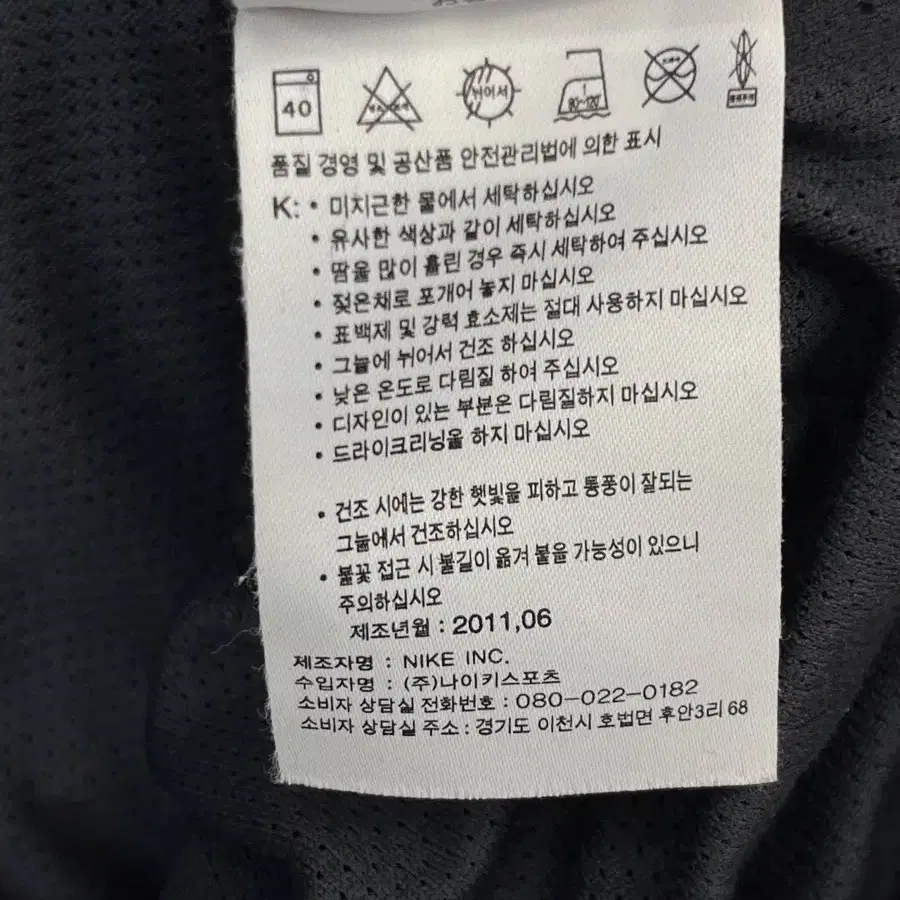 40
뉘어서
80~120
품질 경영 및 공산품 안전관리법에 의한 표시
K: • 미지근한 물에서 세탁하십시오
• 유사한 색상과 같이 세탁하십시오
• 땀을 많이 흘린 경우 즉시 세탁하여 주십시오
• 젖은채로 포개어 놓지 마십시오
• 표백제 및 강력 효소제는 절대 사용하지 마십시오
• 그늘에 뉘어서 건조 하십시오
• 낮은 온도로 다림질 하여 주십시오
• 디자인이 있는 부분은 다림질하지 마십시오
• 드라이크리닝을 하지 마십시오
• 건조 시에는 강한 햇빛을 피하고 통풍이 잘되는
그늘에서 건조하십시오
• 불꽃 접근 시 불길이 옮겨 붙을 가능성이 있으니
주의하십시오
제조년월 : 2011,06
제조자명 : NIKE INC.
수입자명 : (주)나이키스포츠
소비자 상담실 전화번호 : 080-022-0182
소비자 상담실 주소 : 경기도 이천시 호법면 후안3리 68